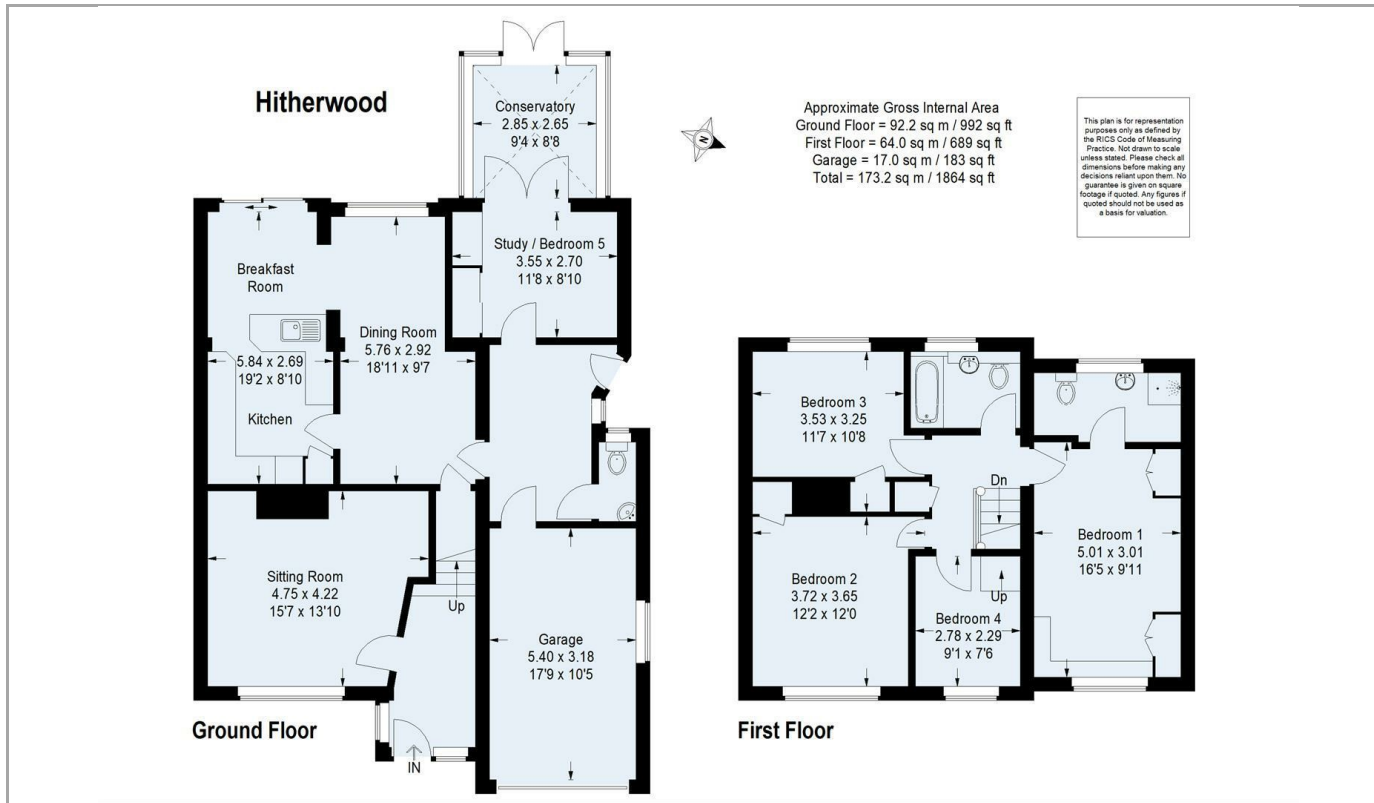 Hitherwood
Conservatory
2.85 x 2.65
9'4 x 8'8
N
Approximate Gross Internal Area
Ground Floor = 92.2 sq m / 992 sq ft
First Floor = 64.0 sq m / 689 sq ft
Garage = 17.0 sq m / 183 sq ft
Total = 173.2 sq m / 1864 sq ft
This plan is for representation
purposes only as defined by
the RICS Code of Measuring
Practice. Not drawn to scale
unless stated. Please check all
dimensions before making any
decisions reliant upon them. No
guarantee is given on square
footage if quoted. Any figures if
quoted should not be used as
a basis for valuation.
Study / Bedroom 5
3.55 x 2.70
11'8 x 8'10
Breakfast
Room
Dining Room
5.76 x 2.92
18'11 x 9'7
5.84 x 2.69
19'2 x 8'10
Kitchen
Sitting Room
4.75 x 4.22
15'7 x 13'10
Up
Garage
5.40 x 3.18
17'9 x 10'5
IN
Ground Floor
Bedroom 3
3.53 x 3.25
11'7 x 10'8
Dn
Bedroom 1
5.01 x 3.01
16'5 x 9'11
Bedroom 2
3.72 x 3.65
12'2 x 12'0
Up
Bedroom 4
2.78 x 2.29
9'1 x 7'6
First Floor